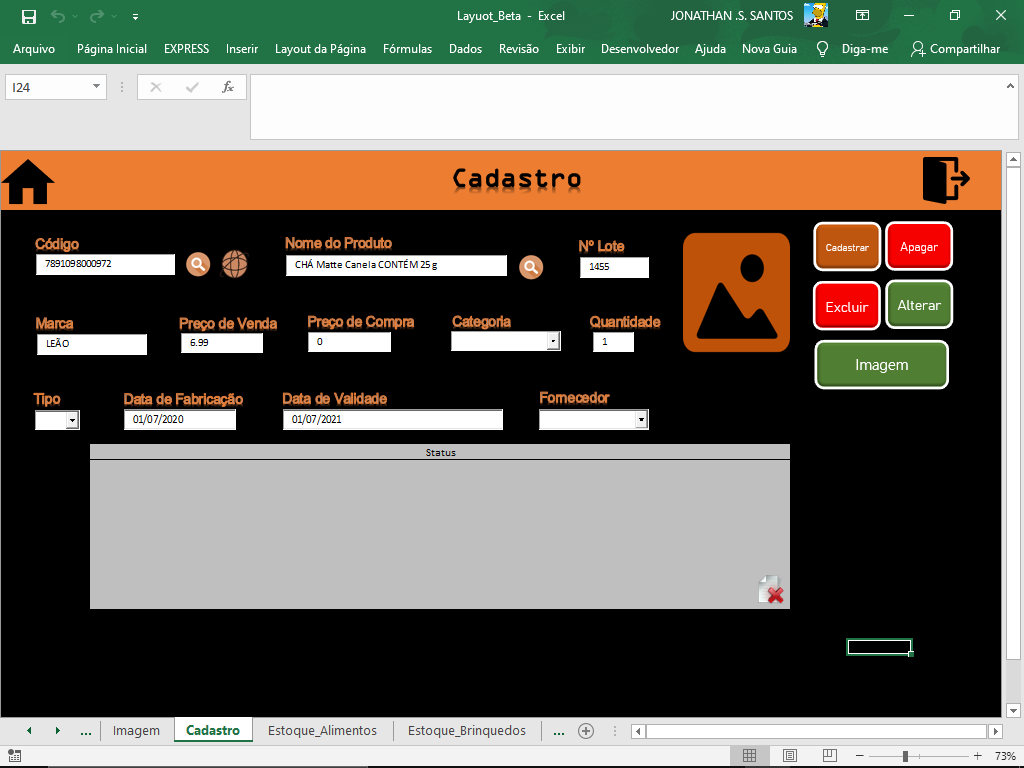 Layuot_Beta - Excel
JONATHAN .S. SANTOS
Arquivo Página Inicial EXPRESS Inserir Layout da Página Fórmulas Dados Revisão Exibir Desenvolvedor Ajuda Nova Guia Diga-me Compartilhar
I24 fx
Cadastro
Código Nome do Produto Nº Lote
7891098000972 CHÁ Matte Canela CONTÉM 25 g 1455
Cadastrar Apagar
Excluir Alterar
Imagem
Marca Preço de Venda Preço de Compra Categoria Quantidade
LEÃO 6.99 0 1
Tipo Data de Fabricação Data de Validade Fornecedor
01/07/2020 01/07/2021
Status
... Imagem Cadastro Estoque_Alimentos Estoque_Brinquedos ...
73%